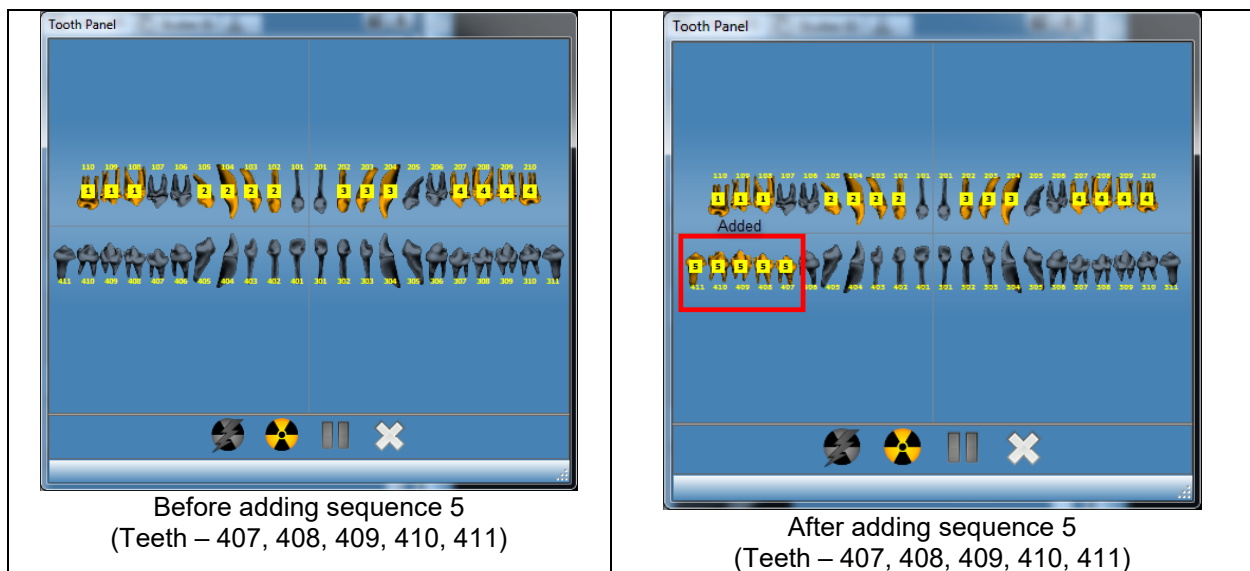 Tooth Panel
110 109 108 107 106 105 104 103 102 101 201 202 203 204 205 206 207 208 209 210
1 1 1 2 2 2 2 3 3 3 4 4 4 4
411 410 409 408 407 406 405 404 403 402 401 301 302 303 304 305 306 307 308 309 310 311
Before adding sequence 5
(Teeth – 407, 408, 409, 410, 411)
Tooth Panel
110 109 108 107 106 105 104 103 102 101 201 202 203 204 205 206 207 208 209 210
1 1 1 2 2 2 2 3 3 3 4 4 4 4
Added
5 5 5 5 5
411 410 409 408 407 406 405 404 403 402 401 301 302 303 304 305 306 307 308 309 310 311
After adding sequence 5
(Teeth – 407, 408, 409, 410, 411)